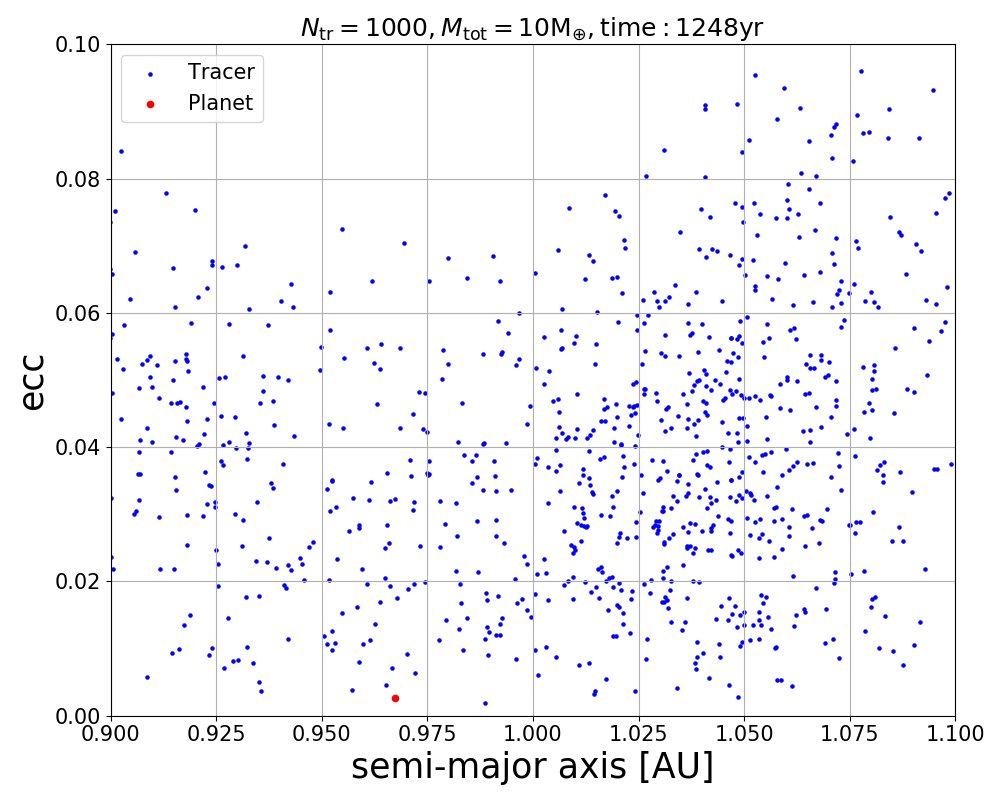 N_tr = 1000, M_tot = 10M_⊕, time : 1248yr
Tracer
Planet
ecc
0.10
0.08
0.06
0.04
0.02
0.00
0.900 0.925 0.950 0.975 1.000 1.025 1.050 1.075 1.100
semi-major axis [AU]